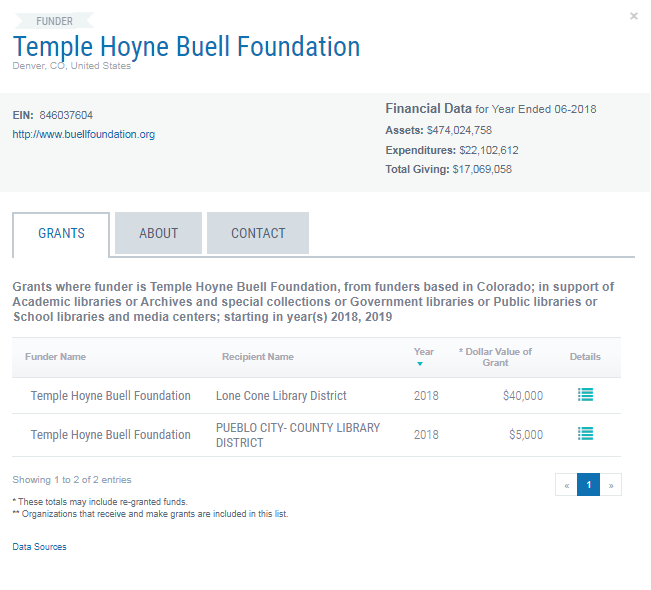 FUNDER
×
Temple Hoyne Buell Foundation
Denver, CO, United States
EIN: 846037604
http://www.buellfoundation.org
Financial Data for Year Ended 06-2018
Assets: $474,024,758
Expenditures: $22,102,612
Total Giving: $17,069,058
GRANTS ABOUT CONTACT
Grants where funder is Temple Hoyne Buell Foundation, from funders based in Colorado; in support of
Academic libraries or Archives and special collections or Government libraries or Public libraries or
School libraries and media centers; starting in year(s) 2018, 2019
Funder Name Recipient Name Year * Dollar Value of Grant Details
Temple Hoyne Buell Foundation Lone Cone Library District 2018 $40,000
Temple Hoyne Buell Foundation PUEBLO CITY- COUNTY LIBRARY DISTRICT 2018 $5,000
Showing 1 to 2 of 2 entries
« 1 »
* These totals may include re-granted funds.
** Organizations that receive and make grants are included in this list.
Data Sources